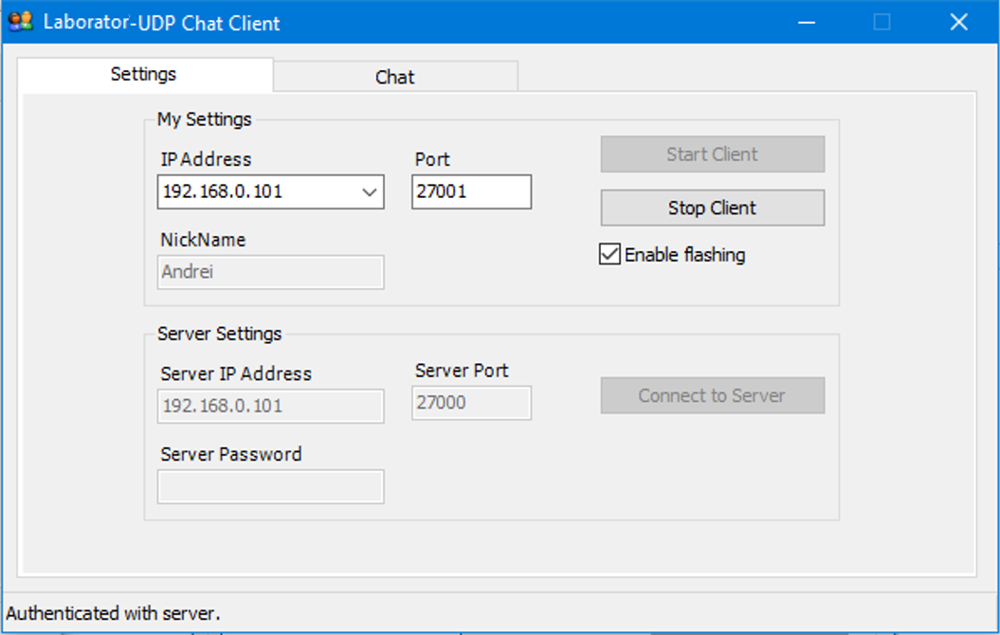 Laborator-UDP Chat Client
Settings
Chat
My Settings
IP Address
Port
Start Client
192.168.0.101
27001
Stop Client
NickName
Enable flashing
Andrei
Server Settings
Server IP Address
Server Port
192.168.0.101
27000
Connect to Server
Server Password
Authenticated with server.